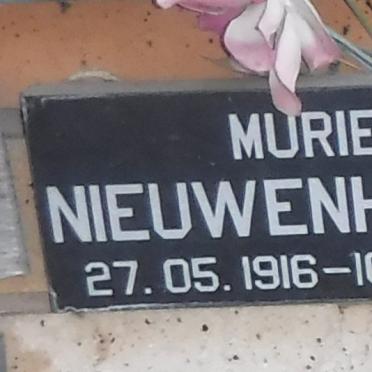 MURIE
NIEUWENH
27. 05. 1916–1